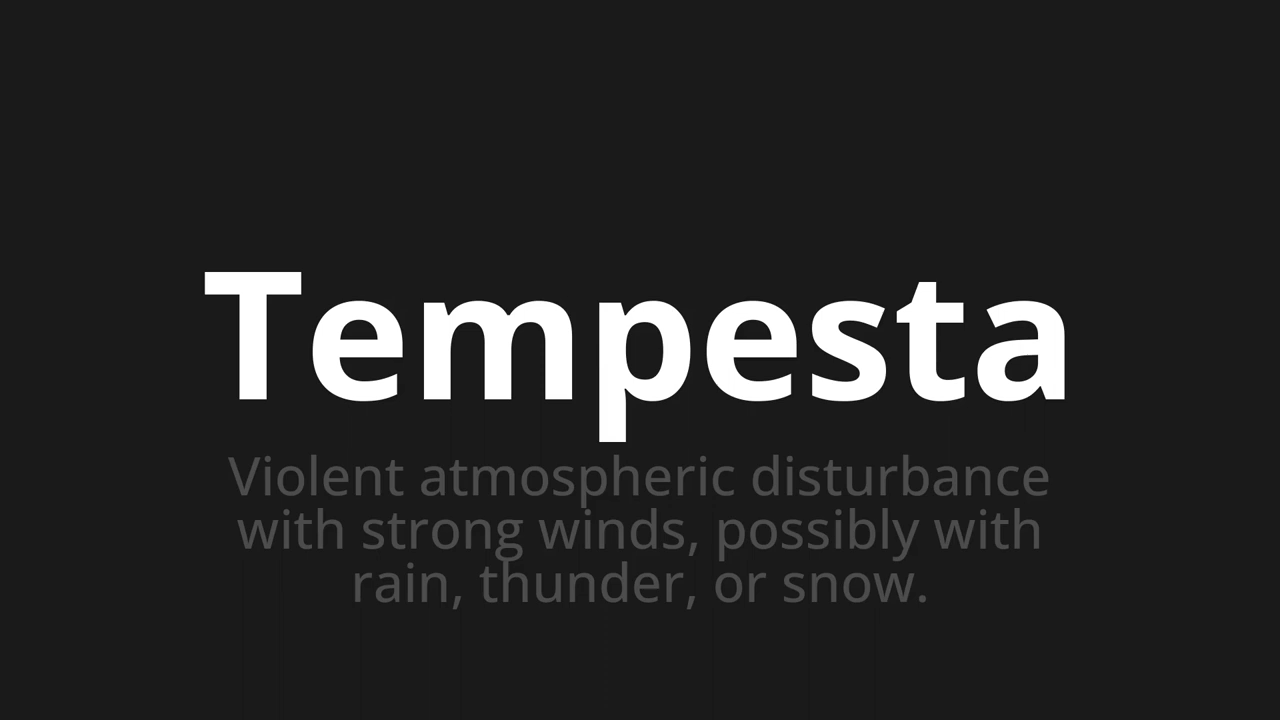 Tempesta
Violent atmospheric disturbance
with strong winds, possibly with
rain, thunder, or snow.